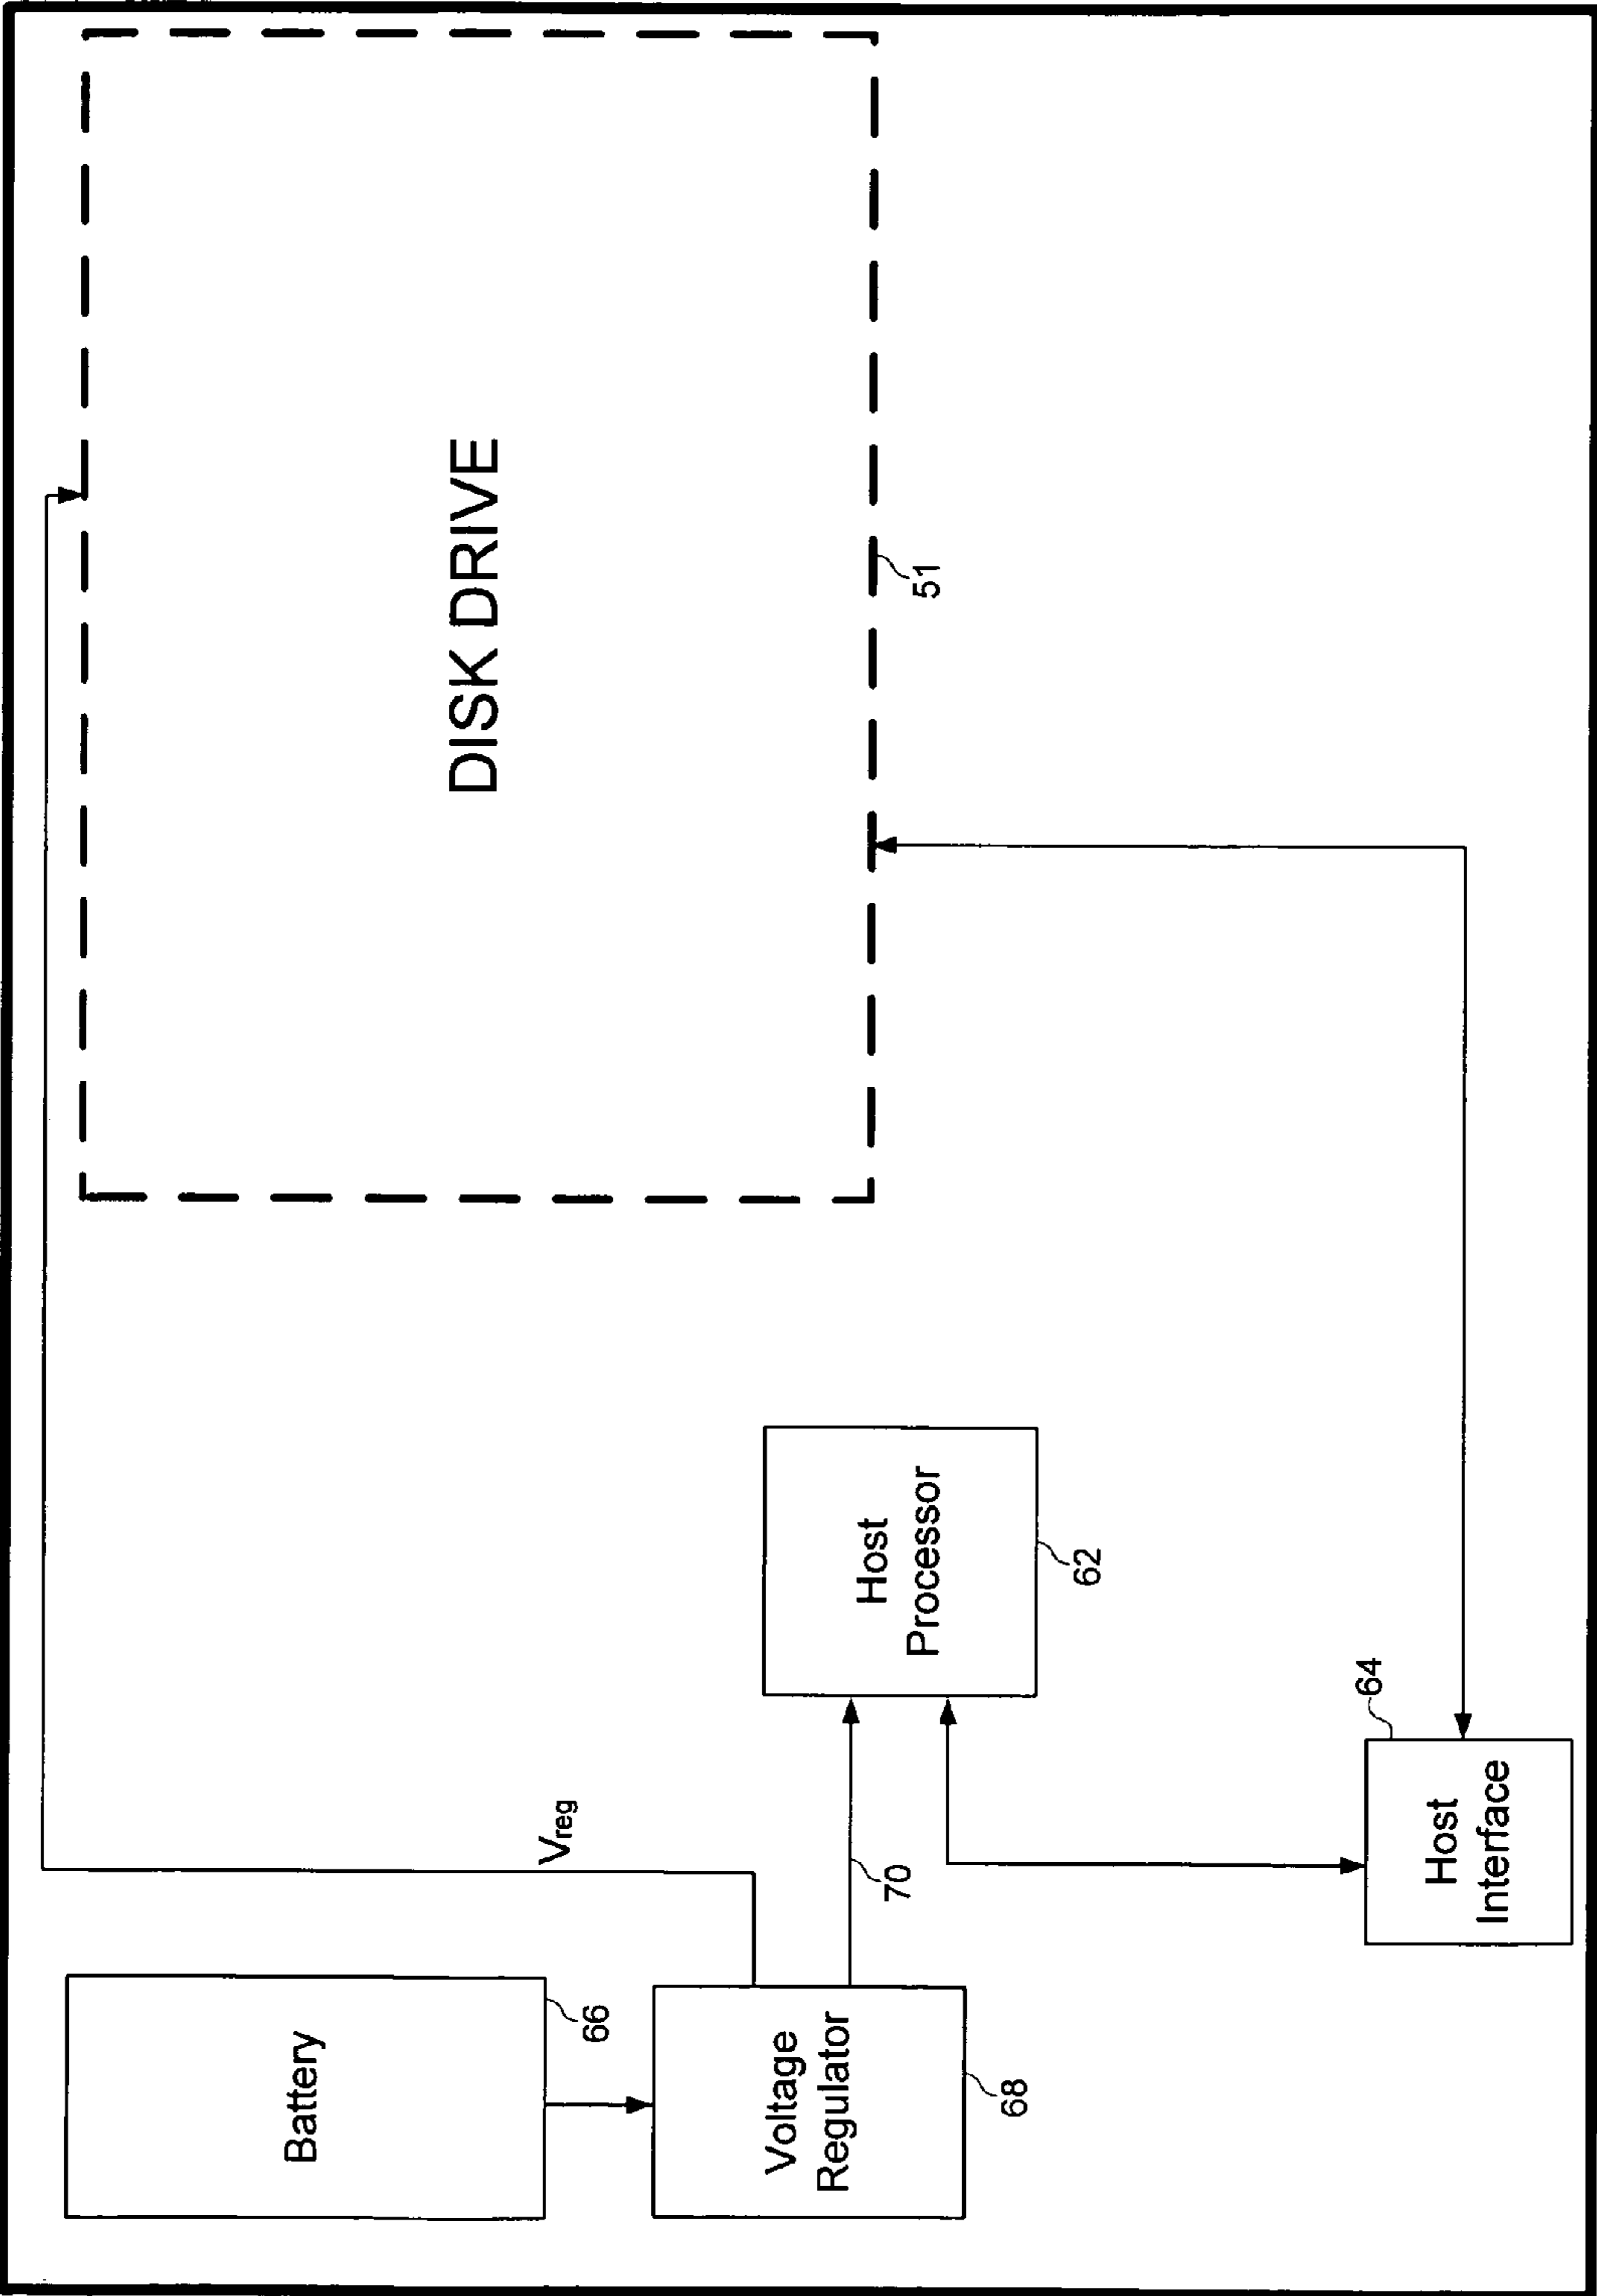 Battery
66
Voltage
Regulator
68
Vreg
70
Host
Processor
62
Host
Interface
64
DISK DRIVE
51